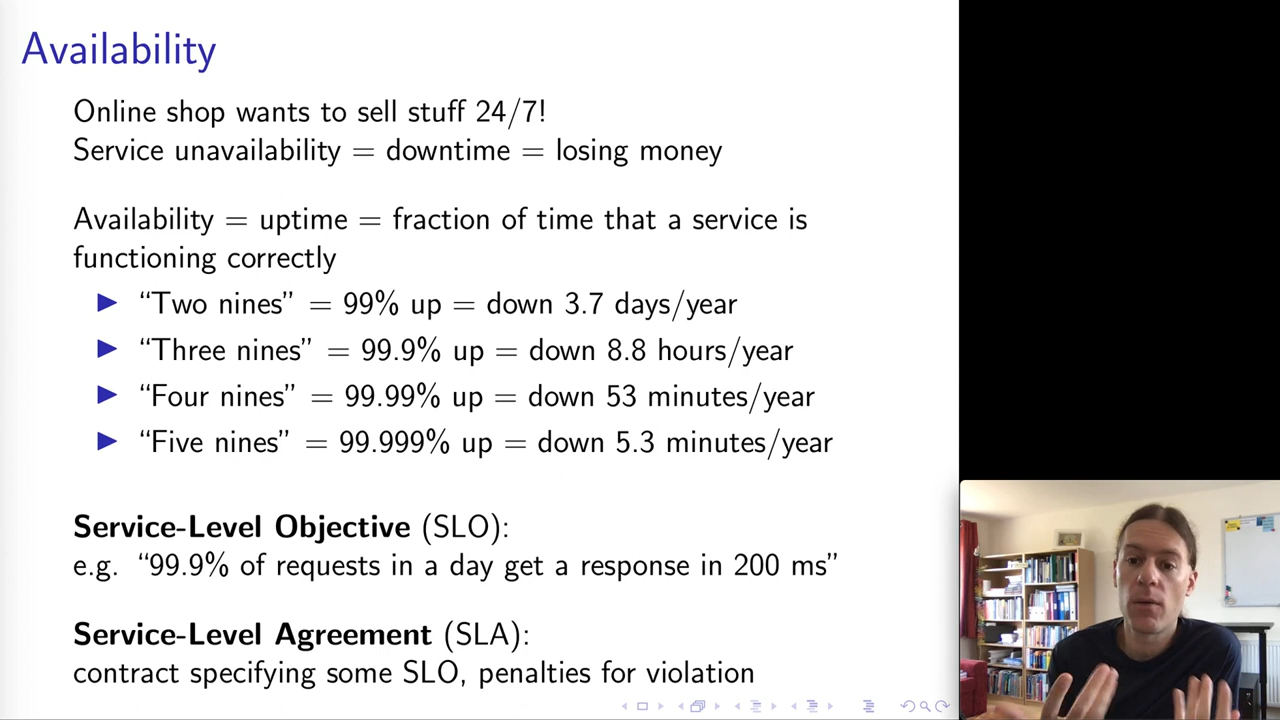 Availability
Online shop wants to sell stuff 24/7!
Service unavailability = downtime = losing money
Availability = uptime = fraction of time that a service is
functioning correctly
“Two nines” = 99% up = down 3.7 days/year
“Three nines” = 99.9% up = down 8.8 hours/year
“Four nines” = 99.99% up = down 53 minutes/year
“Five nines” = 99.999% up = down 5.3 minutes/year
Service-Level Objective (SLO):
e.g. “99.9% of requests in a day get a response in 200 ms”
Service-Level Agreement (SLA):
contract specifying some SLO, penalties for violation